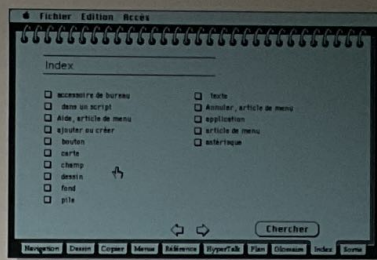 Fichier Edition Accès
Index
accessoire de bureau
dans un script
Aide, article de menu
ajouter ou créer
bouton
carte
champ
dessin
fond
pile
texte
Annuler, article de menu
application
article de menu
astérisque
Chercher
Navigation Dessin Copier Menus Référence HyperTalk Plan Glossaire Index Sortie